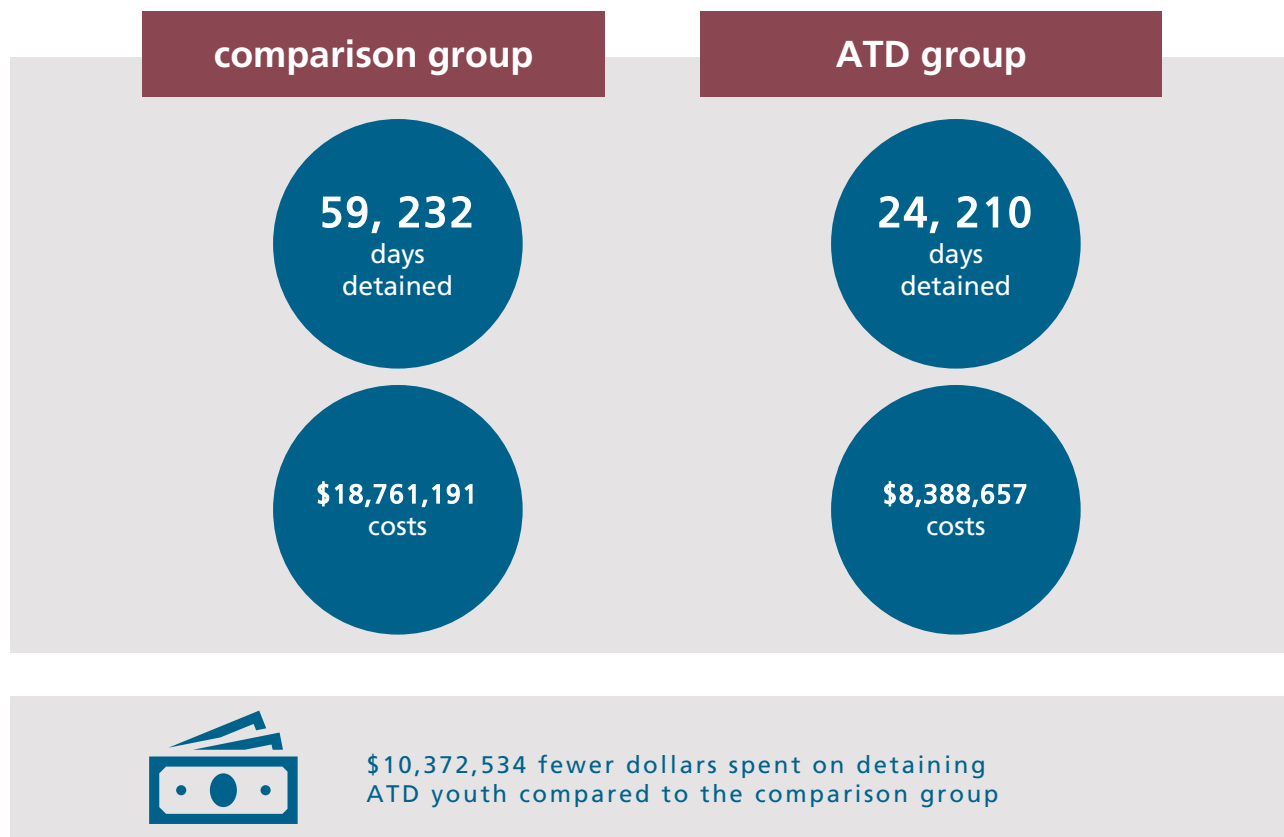 comparison group
ATD group
59, 232
days
detained
24, 210
days
detained
$18,761,191
costs
$8,388,657
costs
$10,372,534 fewer dollars spent on detaining
ATD youth compared to the comparison group